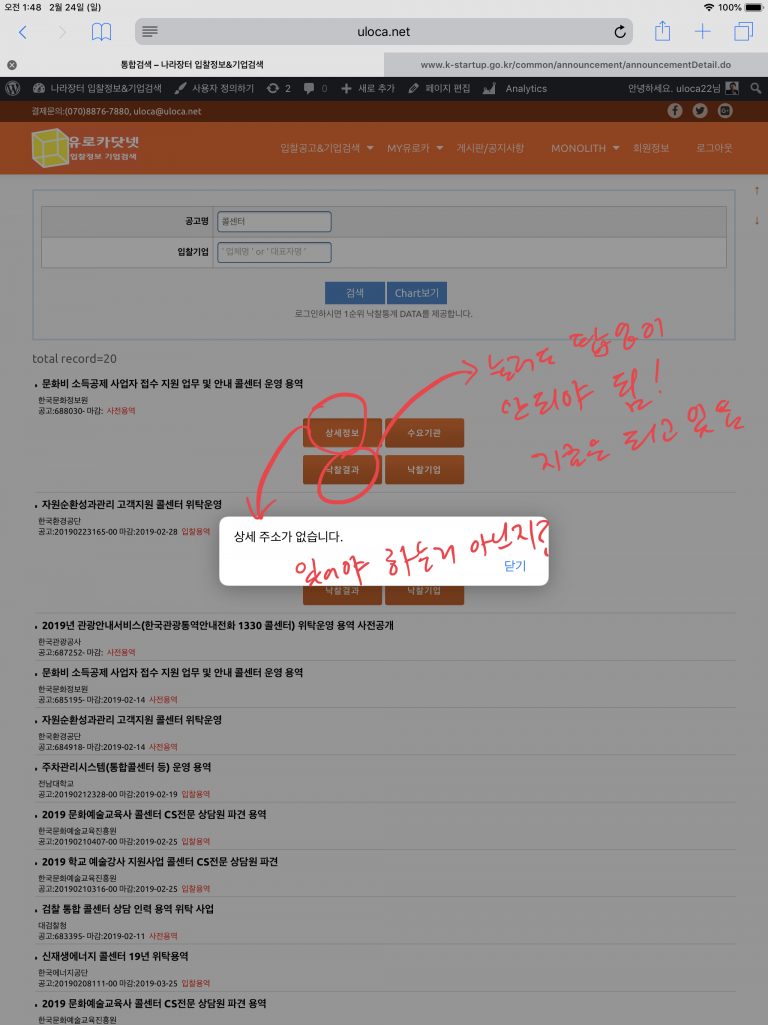 오전 1:48 2월 24일 (일) 100%
uloca.net
통합검색 – 나라장터 입찰정보&기업검색 www.k-startup.go.kr/common/announcement/announcementDetail.do
나라장터 입찰정보&기업검색 사용자 정의하기 2 0 새로 추가 페이지 편집 Analytics 안녕하세요. uloca22님
결제문의:(070)8876-7880, uloca@uloca.net
유로카닷넷
입찰정보 기업검색
입찰공고&기업검색 MY유로카 게시판/공지사항 MONOLITH 회원정보 로그아웃
공고명 콜센터
입찰기업 ' 업체명 ' or ' 대표자명 '
검색 Chart보기
로그인하시면 1순위 낙찰통계 DATA를 제공합니다.
눌러도 팝업이
안되야 됨!
지금은 되고 있음
total record=20
문화비 소득공제 사업자 접수 지원 업무 및 안내 콜센터 운영 용역
한국문화정보원
공고:688030- 마감: 사전용역
상세정보 수요기관
낙찰결과 낙찰기업
자원순환성과관리 고객지원 콜센터 위탁운영
한국환경공단
공고:20190223165-00 마감:2019-02-28 입찰용역
상세 주소가 없습니다.
있어야 하는거 아닌지?
닫기
낙찰결과 낙찰기업
2019년 관광안내서비스(한국관광통역안내전화 1330 콜센터) 위탁운영 용역 사전공개
한국관광공사
공고:687252- 마감: 사전용역
문화비 소득공제 사업자 접수 지원 업무 및 안내 콜센터 운영 용역
한국문화정보원
공고:685195- 마감:2019-02-14 사전용역
자원순환성과관리 고객지원 콜센터 위탁운영
한국환경공단
공고:684918- 마감:2019-02-14 사전용역
주차관리시스템(통합콜센터 등) 운영 용역
전남대학교
공고:20190212328-00 마감:2019-02-19 입찰용역
2019 문화예술교육사 콜센터 CS전문 상담원 파견 용역
한국문화예술교육진흥원
공고:20190210407-00 마감:2019-02-25 입찰용역
2019 학교 예술강사 지원사업 콜센터 CS전문 상담원 파견
한국문화예술교육진흥원
공고:20190210316-00 마감:2019-02-25 입찰용역
검찰 통합 콜센터 상담 인력 용역 위탁 사업
대검찰청
공고:683395- 마감:2019-02-11 사전용역
신재생에너지 콜센터 19년 위탁용역
한국에너지공단
공고:20190208111-00 마감:2019-03-25 입찰용역
2019 문화예술교육사 콜센터 CS전문 상담원 파견 용역
한국문화예술교육진흥원